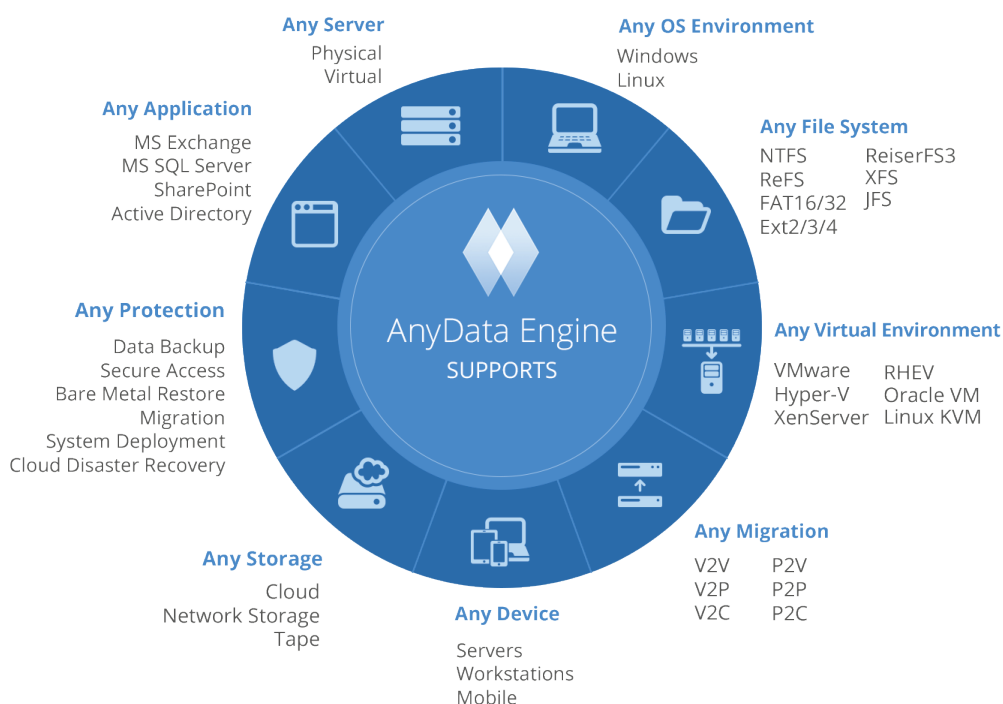 Any Server
Physical
Virtual
Any OS Environment
Windows
Linux
Any Application
MS Exchange
MS SQL Server
SharePoint
Active Directory
Any File System
NTFS
ReFS
FAT16/32
Ext2/3/4
ReiserFS3
XFS
JFS
AnyData Engine
SUPPORTS
Any Protection
Data Backup
Secure Access
Bare Metal Restore
Migration
System Deployment
Cloud Disaster Recovery
Any Virtual Environment
VMware
Hyper-V
XenServer
RHEV
Oracle VM
Linux KVM
Any Storage
Cloud
Network Storage
Tape
Any Device
Servers
Workstations
Mobile
Any Migration
V2V
V2P
V2C
P2V
P2P
P2C